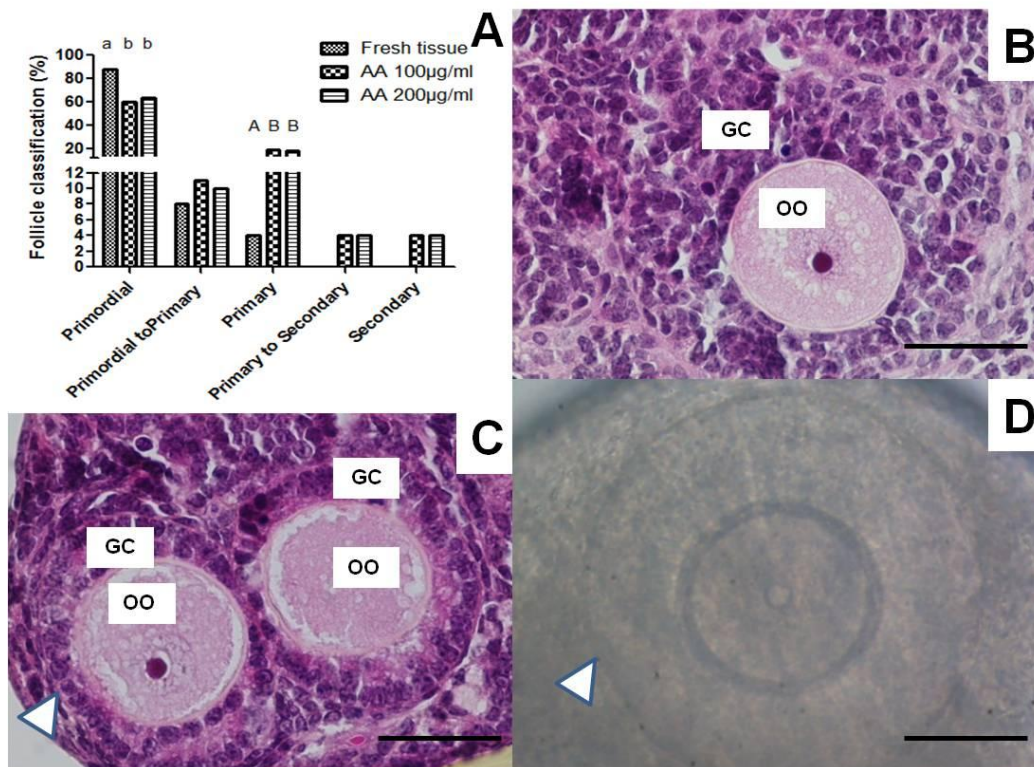 A
a b b
Fresh tissue
AA 100µg/ml
AA 200µg/ml
A B B
Follicle classification (%)
100
80
60
40
20
12
10
8
6
4
2
0
Primordial
Primordial toPrimary
Primary
Primary to Secondary
Secondary
B
GC
OO
C
GC
GC
OO
OO
D